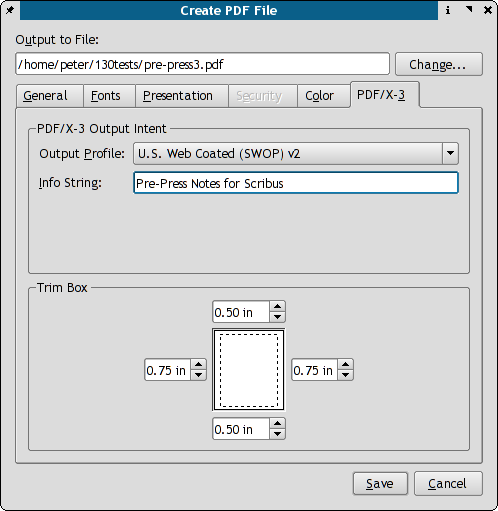 Create PDF File
Output to File:
/home/peter/130tests/pre-press3.pdf
Change...
General Fonts Presentation Security Color PDF/X-3
PDF/X-3 Output Intent
Output Profile: U.S. Web Coated (SWOP) v2
Info String: Pre-Press Notes for Scribus
Trim Box
0.50 in
0.75 in 0.75 in
0.50 in
Save Cancel